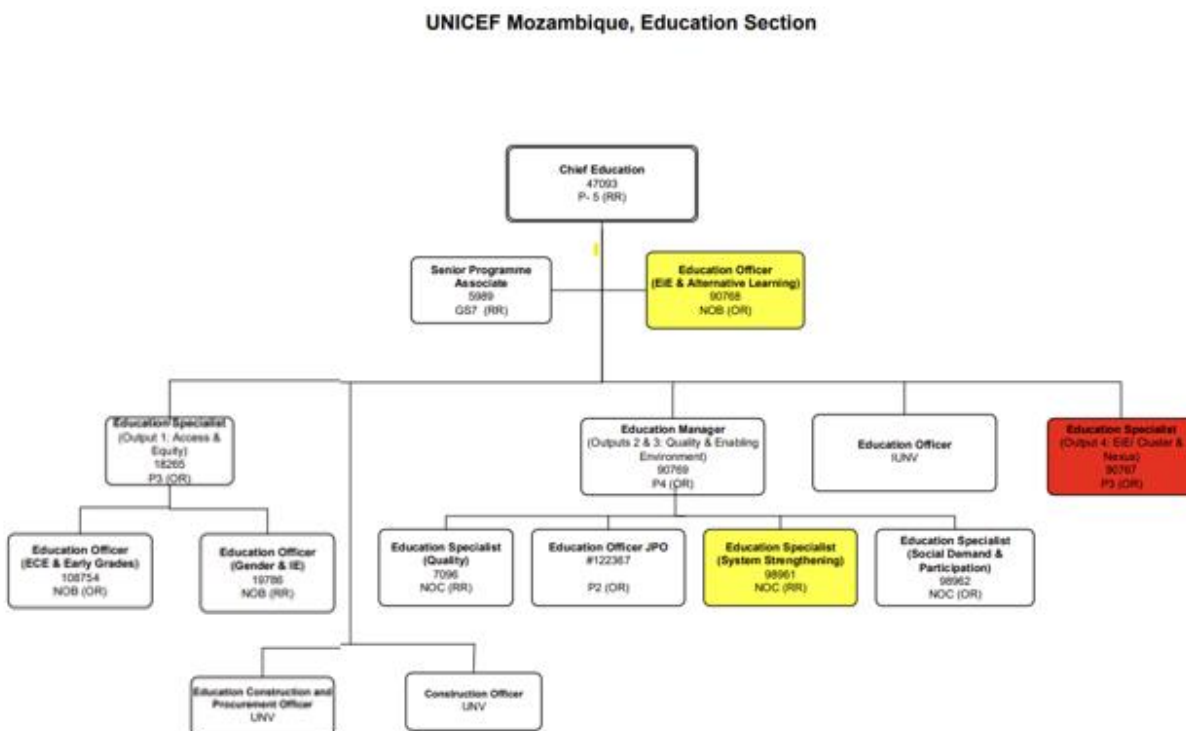 UNICEF Mozambique, Education Section
Chief Education
47093
P- 5 (RR)
Senior Programme
Associate
5989
GS7 (RR)
Education Officer
(EiE & Alternative Learning)
90768
NOB (OR)
Education Specialist
(Output 1: Access &
Equity)
18265
P3 (OR)
Education Manager
(Outputs 2 & 3: Quality & Enabling
Environment)
90769
P4 (OR)
Education Officer
IUNV
Education Specialist
(Output 4: EiE/ Cluster &
Nexus)
90767
P3 (OR)
Education Officer
(ECE & Early Grades)
108754
NOB (OR)
Education Officer
(Gender & IE)
19786
NOB (RR)
Education Specialist
(Quality)
7096
NOC (RR)
Education Officer JPO
#122367
P2 (OR)
Education Specialist
(System Strengthening)
98961
NOC (RR)
Education Specialist
(Social Demand &
Participation)
98962
NOC (OR)
Education Construction and
Procurement Officer
UNV
Construction Officer
UNV